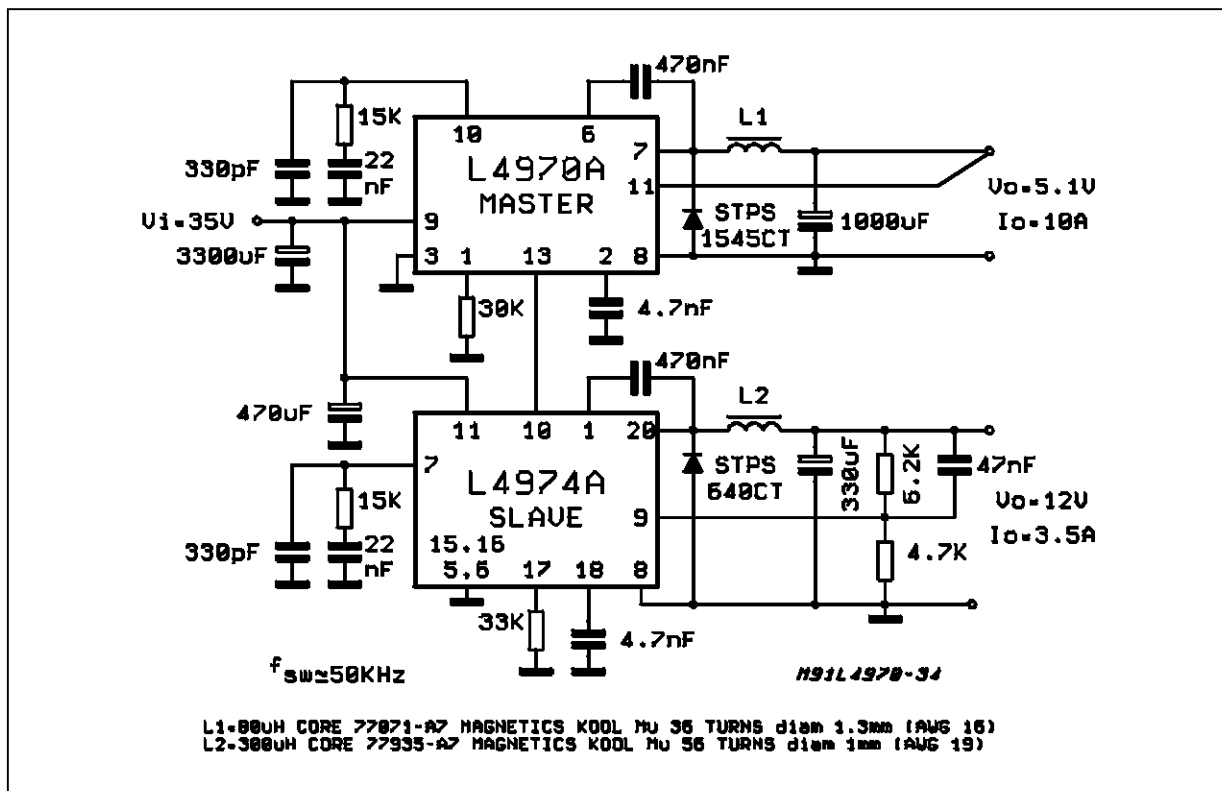 470nF
15K
10
6
L1
330pF
22
nF
L4970A
MASTER
7
11
Vo=5.1V
Vi=35V
9
STPS
1545CT
1000uF
Io=10A
3300uF
3
1
13
2
8
30K
4.7nF
470nF
L2
470uF
11
10
1
20
7
L4974A
SLAVE
STPS
640CT
330uF
6.2K
47nF
15K
9
Vo=12V
Io=3.5A
330pF
22
nF
15.16
5,6
17
18
8
4.7K
33K
4.7nF
fsw≃50KHz
M91L4970-34
L1=80uH CORE 77071-A7 MAGNETICS KOOL Mu 36 TURNS diam 1.3mm (AWG 16)
L2=300uH CORE 77935-A7 MAGNETICS KOOL Mu 56 TURNS diam 1mm (AWG 19)